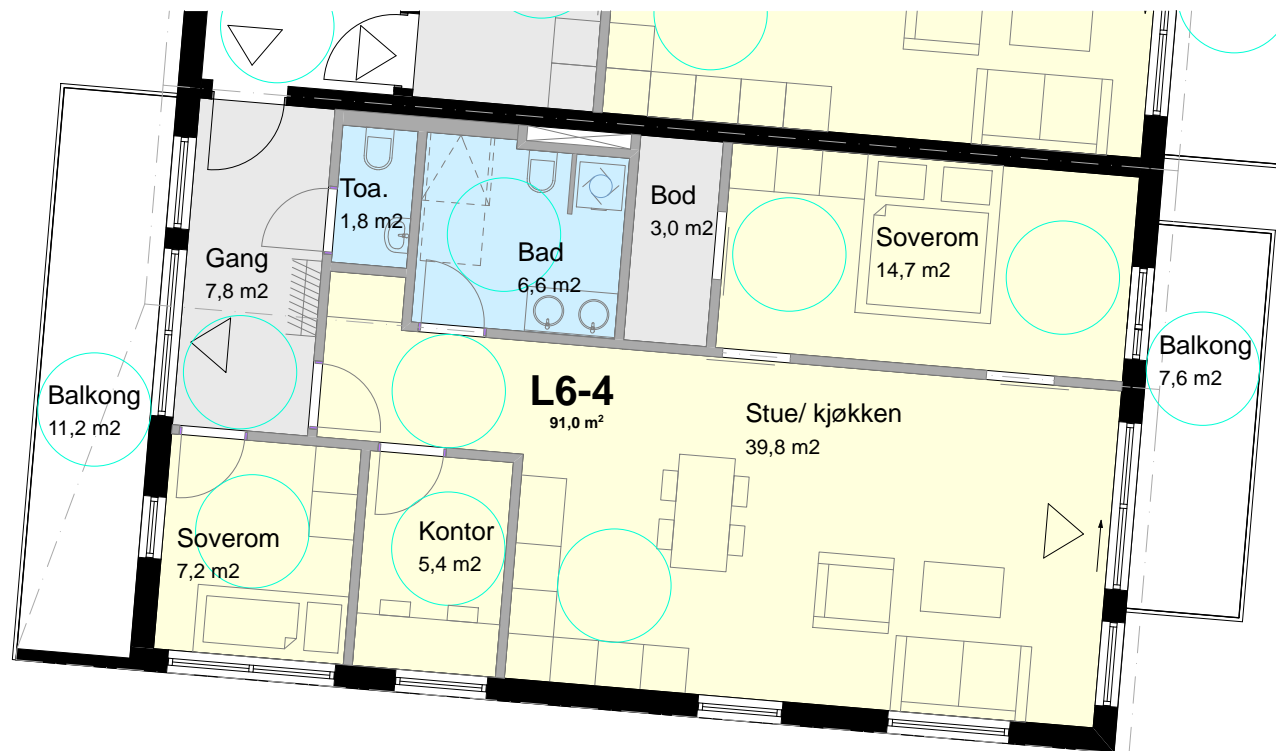 Toa.
1,8 m2
Bod
3,0 m2
Soverom
14,7 m2
Gang
7,8 m2
Bad
6,6 m2
Balkong
7,6 m2
Balkong
11,2 m2
L6-4
91,0 m²
Stue/ kjøkken
39,8 m2
Soverom
7,2 m2
Kontor
5,4 m2